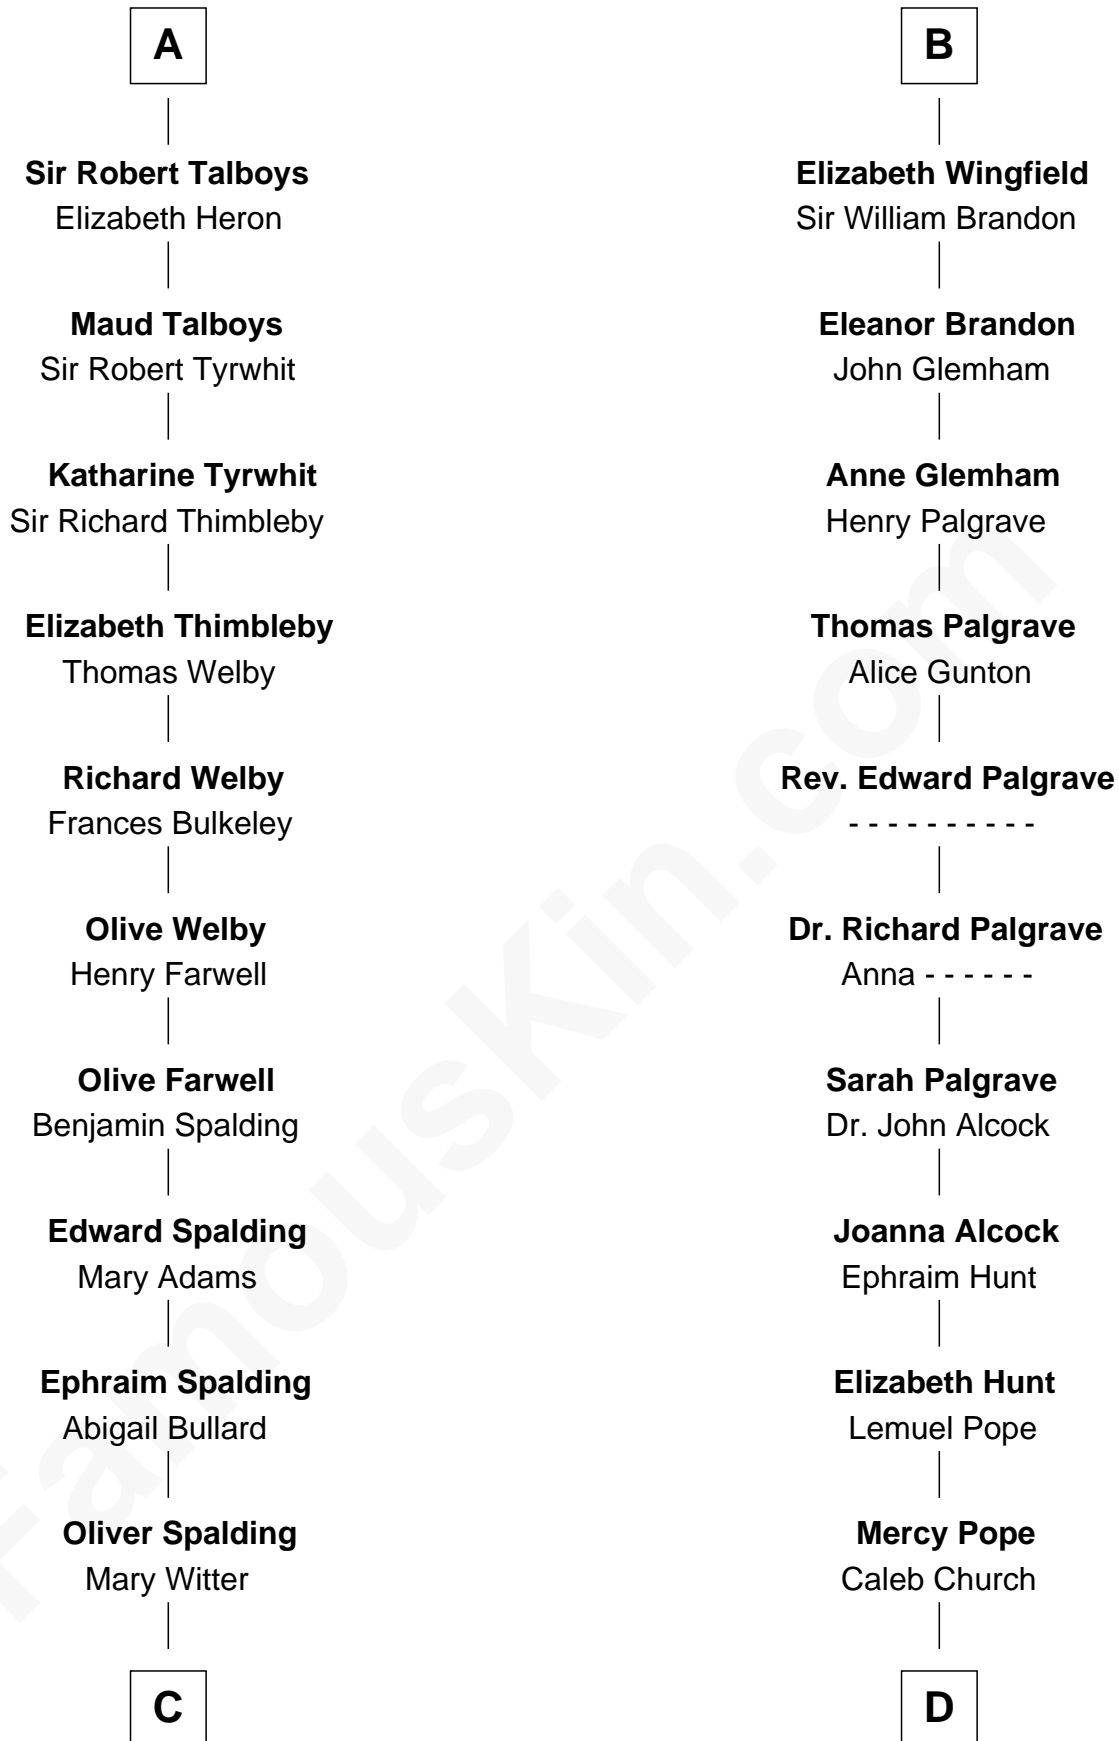 A
Sir Robert Talboys
Elizabeth Heron
Maud Talboys
Sir Robert Tyrwhit
Katharine Tyrwhit
Sir Richard Thimbleby
Elizabeth Thimbleby
Thomas Welby
Richard Welby
Frances Bulkeley
Olive Welby
Henry Farwell
Olive Farwell
Benjamin Spalding
Edward Spalding
Mary Adams
Ephraim Spalding
Abigail Bullard
Oliver Spalding
Mary Witter
C
B
Elizabeth Wingfield
Sir William Brandon
Eleanor Brandon
John Glemham
Anne Glemham
Henry Palgrave
Thomas Palgrave
Alice Gunton
Rev. Edward Palgrave
- - - - - - - - - -
Dr. Richard Palgrave
Anna - - - - - -
Sarah Palgrave
Dr. John Alcock
Joanna Alcock
Ephraim Hunt
Elizabeth Hunt
Lemuel Pope
Mercy Pope
Caleb Church
D
FamousKin.com